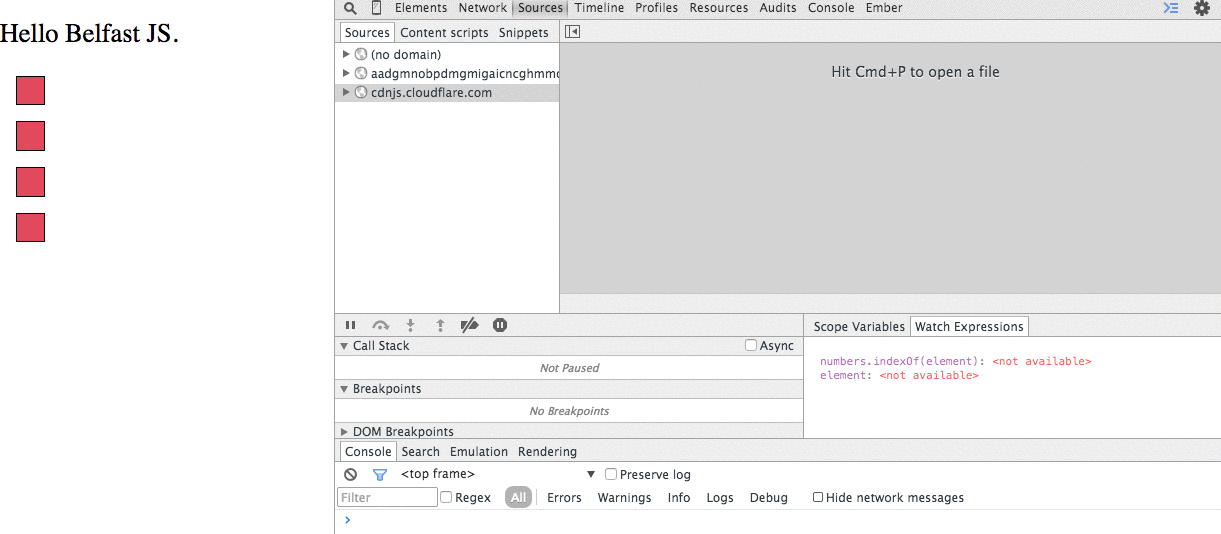 Hello Belfast JS.
Elements Network Sources Timeline Profiles Resources Audits Console Ember
Sources Content scripts Snippets
(no domain)
aadgmnobpdmgmigaicncghmmc
cdnjs.cloudflare.com
Hit Cmd+P to open a file
Scope Variables Watch Expressions
Call Stack Async
Not Paused
Breakpoints
No Breakpoints
DOM Breakpoints
numbers.indexOf(element): <not available>
element: <not available>
Console Search Emulation Rendering
<top frame> Preserve log
Filter Regex All Errors Warnings Info Logs Debug Hide network messages